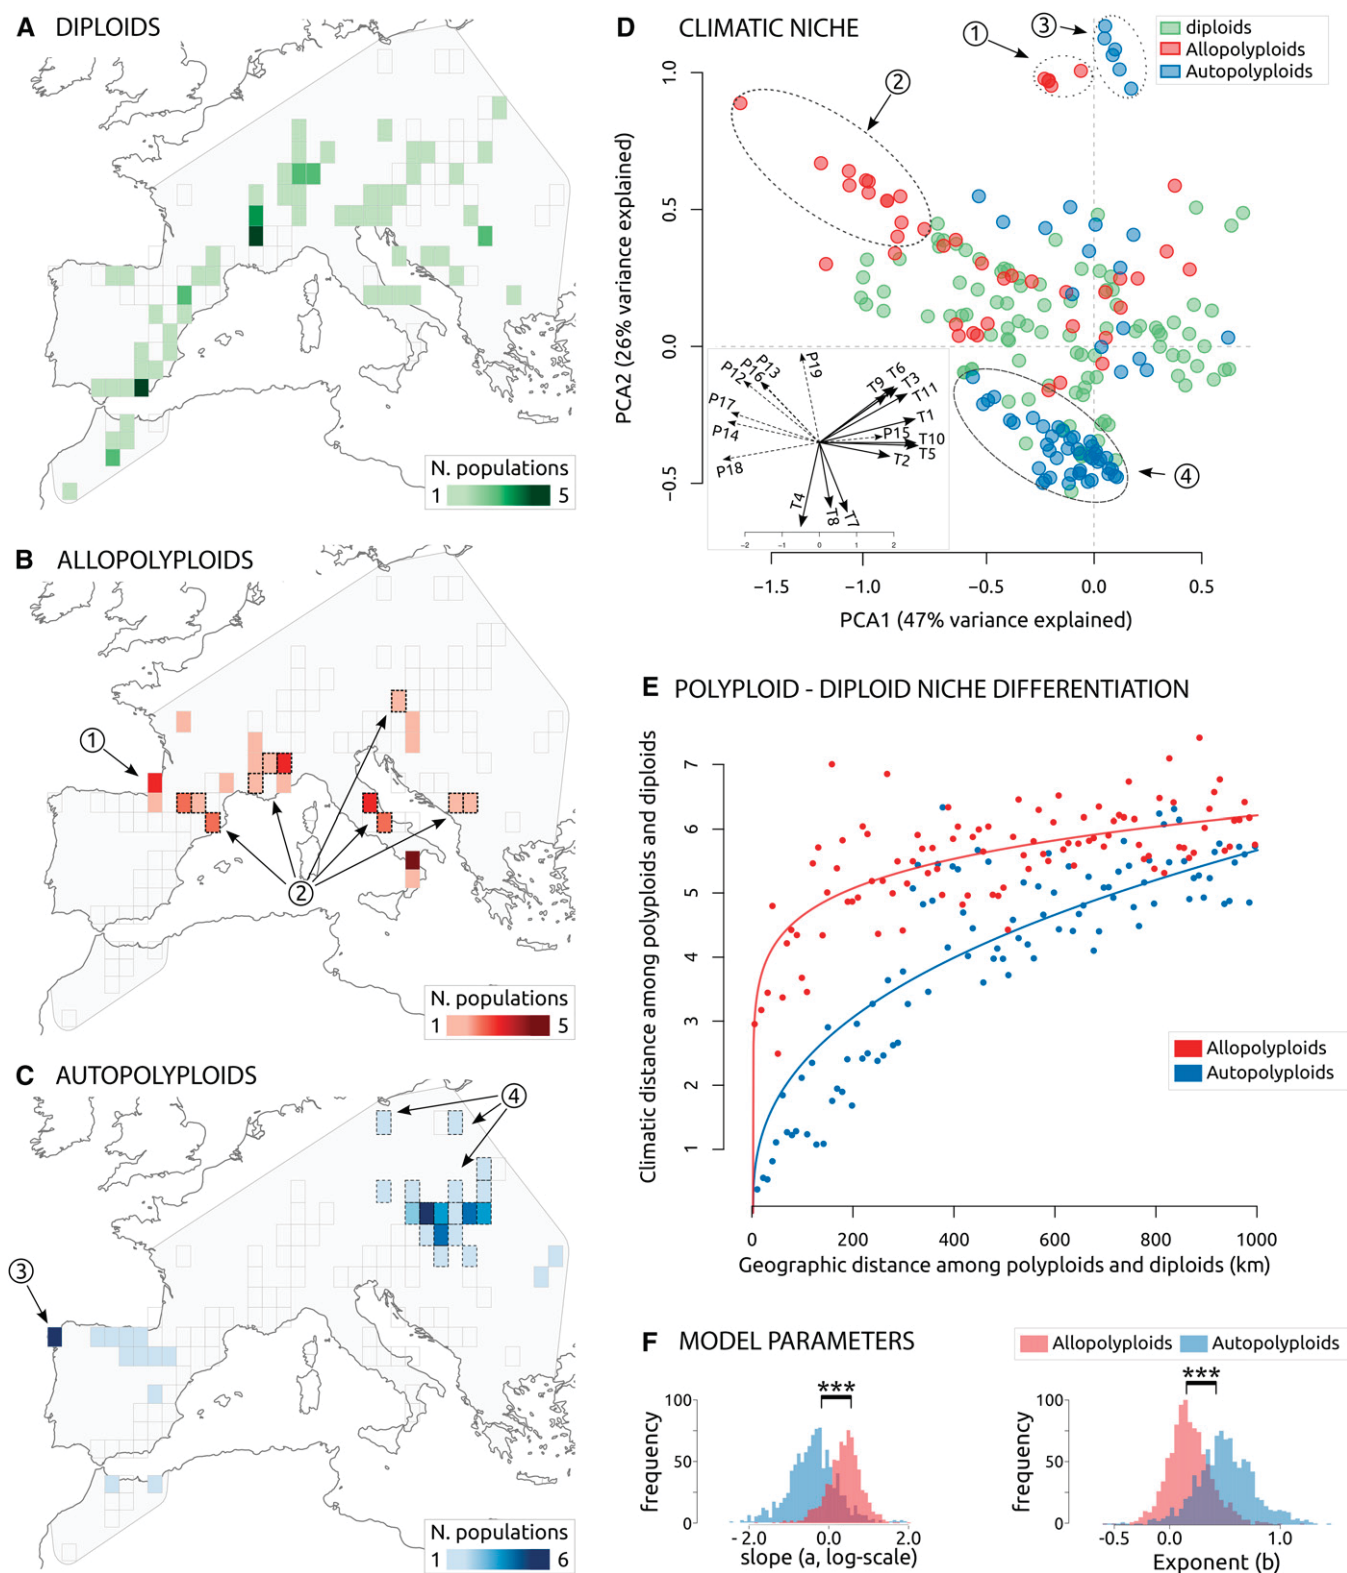 A DIPLOIDS
N. populations
1 5
B ALLOPOLYPLOIDS
1
2
N. populations
1 5
C AUTOPOLYPLOIDS
4
3
N. populations
1 6
D CLIMATIC NICHE
1
3
2
4
diploids
Allopolyploids
Autopolyploids
PCA2 (26% variance explained)
1.0
0.5
0.0
−0.5
P19
P13
P16
P12
P17
P14
P18
T9
T6
T3
T11
T1
P15
T10
T5
T2
T4
T8
T7
−2 −1 0 1 2
−1.5 −1.0 −0.5 0.0 0.5
PCA1 (47% variance explained)
E POLYPLOID - DIPLOID NICHE DIFFERENTIATION
Climatic distance among polyploids and diploids
7
6
5
4
3
2
1
Allopolyploids
Autopolyploids
0 200 400 600 800 1000
Geographic distance among polyploids and diploids (km)
F MODEL PARAMETERS
Allopolyploids Autopolyploids
***
frequency
100
50
0
-2.0 0.0 2.0
slope (a, log-scale)
***
frequency
100
50
0
0.0 1.0
Exponent (b)